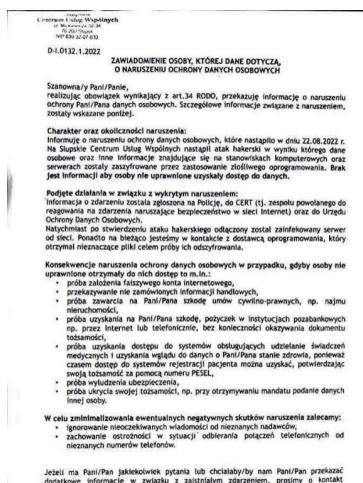 Centrum Usług Wspólnych
76-200 Słupsk
D-I.0132.1.2022
ZAWIADOMIENIE OSOBY, KTÓREJ DANE DOTYCZĄ,
O NARUSZENIU OCHRONY DANYCH OSOBOWYCH
Szanowna/y Pani/Panie,
realizując obowiązek wynikający z art.34 RODO, przekazuję informację o naruszeniu
ochrony Pani/Pana danych osobowych. Szczegółowe informacje związane z naruszeniem,
zostały wskazane poniżej.
Charakter oraz okoliczności naruszenia:
Informuję o naruszeniu ochrony danych osobowych, które nastąpiło w dniu 22.08.2022 r.
Na Słupskie Centrum Usług Wspólnych nastąpił atak hakerski w wyniku którego dane
osobowe oraz inne informacje znajdujące się na stanowiskach komputerowych oraz
serwerach zostały zaszyfrowane przez zastosowanie złośliwego oprogramowania. Brak
jest informacji aby osoby nie uprawnione uzyskały dostęp do danych.
Podjęte działania w związku z wykrytym naruszeniem:
Informacja o zdarzeniu została zgłoszona na Policję, do CERT (tj. zespołu powołanego do
reagowania na zdarzenia naruszające bezpieczeństwo w sieci Internet) oraz do Urzędu
Ochrony Danych Osobowych.
Natychmiast po stwierdzeniu ataku hakerskiego odłączony został zainfekowany serwer
od sieci. Ponadto na bieżąco jesteśmy w kontakcie z dostawcą oprogramowania, który
otrzymał nieznaczące pliki celem próby ich odszyfrowania.
Konsekwencje naruszenia ochrony danych osobowych w przypadku, gdyby osoby nie
uprawnione otrzymały do nich dostęp to m.in.:
• próba założenia fałszywego konta internetowego,
• przekazywanie nie zamówionych informacji handlowych,
• próba zawarcia na Pani/Pana szkodę umów cywilno-prawnych, np. najmu
nieruchomości,
• próba uzyskania na Pani/Pana szkodę, pożyczek w instytucjach pozabankowych
np. przez Internet lub telefonicznie, bez konieczności okazywania dokumentu
tożsamości,
• próba uzyskania dostępu do systemów obsługujących udzielanie świadczeń
medycznych i uzyskania wglądu do danych o Pani/Pana stanie zdrowia, ponieważ
czasem dostęp do systemów rejestracji pacjenta można uzyskać, potwierdzając
swoją tożsamość za pomocą numeru PESEL,
• próba wyłudzenia ubezpieczenia,
• próba ukrycia swojej tożsamości, np. przy otrzymywaniu mandatu podanie danych
innej osoby.
W celu zminimalizowania ewentualnych negatywnych skutków naruszenia zalecamy:
• ignorowanie nieoczekiwanych wiadomości od nieznanych nadawców,
• zachowanie ostrożności w sytuacji odbierania połączeń telefonicznych od
nieznanych numerów telefonów.
Jeżeli ma Pani/Pan jakiekolwiek pytania lub chciałaby/by nam Pani/Pan przekazać
dodatkowe informacje w związku z zaistniałym zdarzeniem, prosimy o kontakt